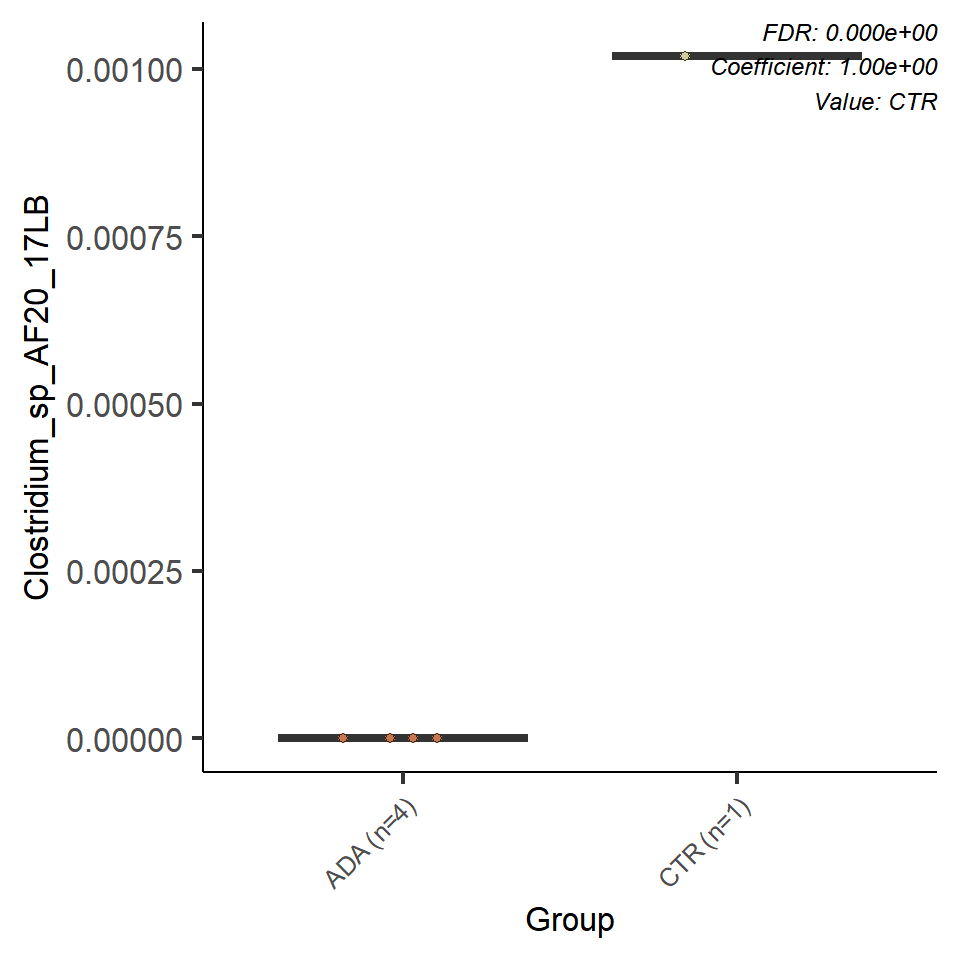 FDR: 0.000e+00
Coefficient: 1.00e+00
Value: CTR
Clostridium_sp_AF20_17LB
0.00100
0.00075
0.00050
0.00025
0.00000
ADA (n=4)
CTR (n=1)
Group